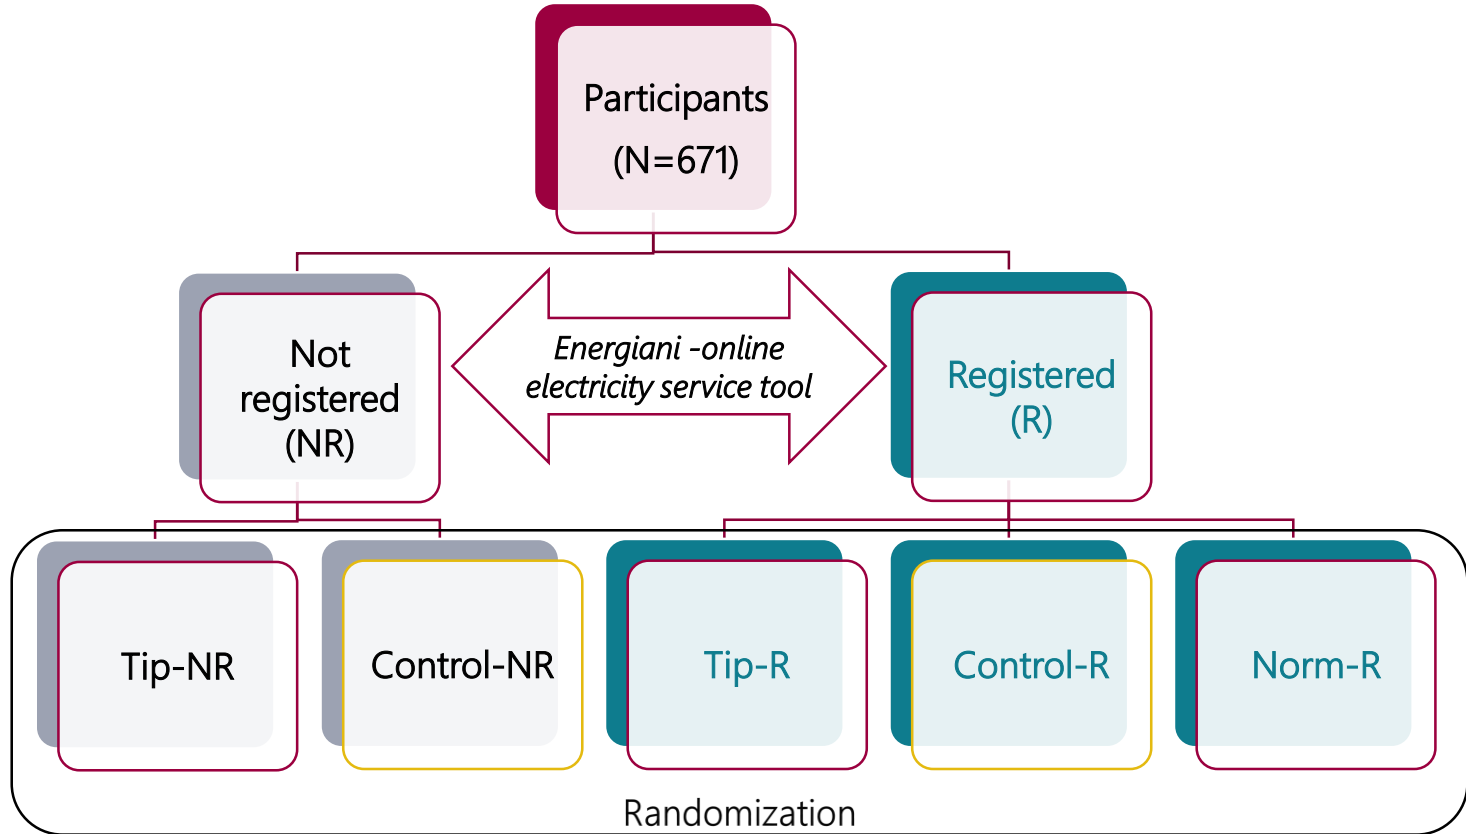 Participants
(N=671)
Not
registered
(NR)
Energiani -online
electricity service tool
Registered
(R)
Tip-NR
Control-NR
Tip-R
Control-R
Norm-R
Randomization